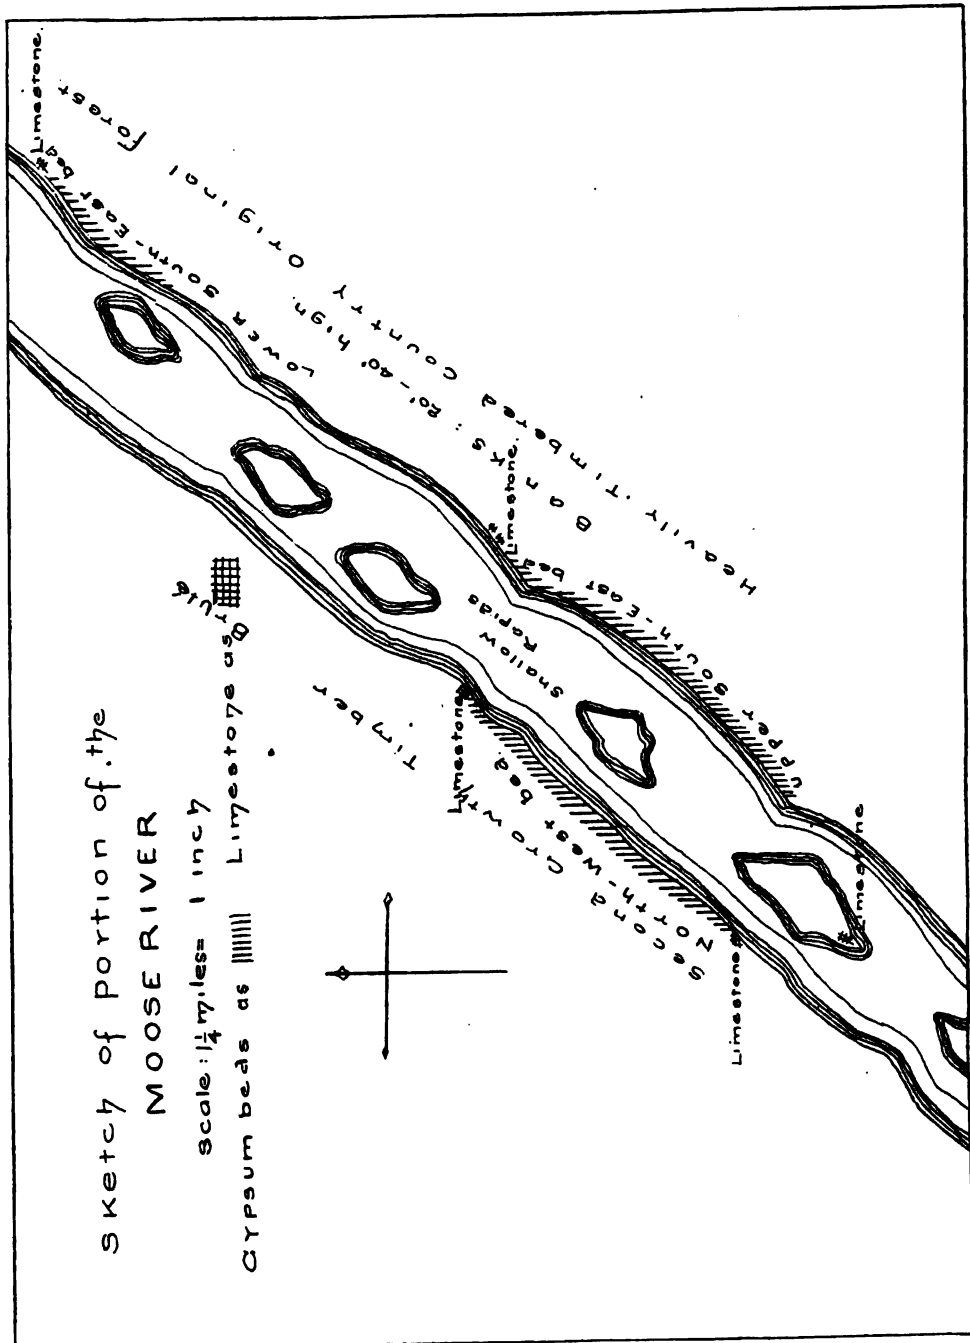 Sketch of portion of the
MOOSE RIVER
scale: 1¼ miles = 1 inch
Gypsum beds as
Limestone as
Brule
Second Growth Timber
North-West bed
Limestone
Limestone
Shallow
Rapids
LOWER South-East bed
Limestone.
Banks: 20'-40' high.
Heavily Timbered Country Original Forest
Limestone.
Upper South-East bed
Limestone